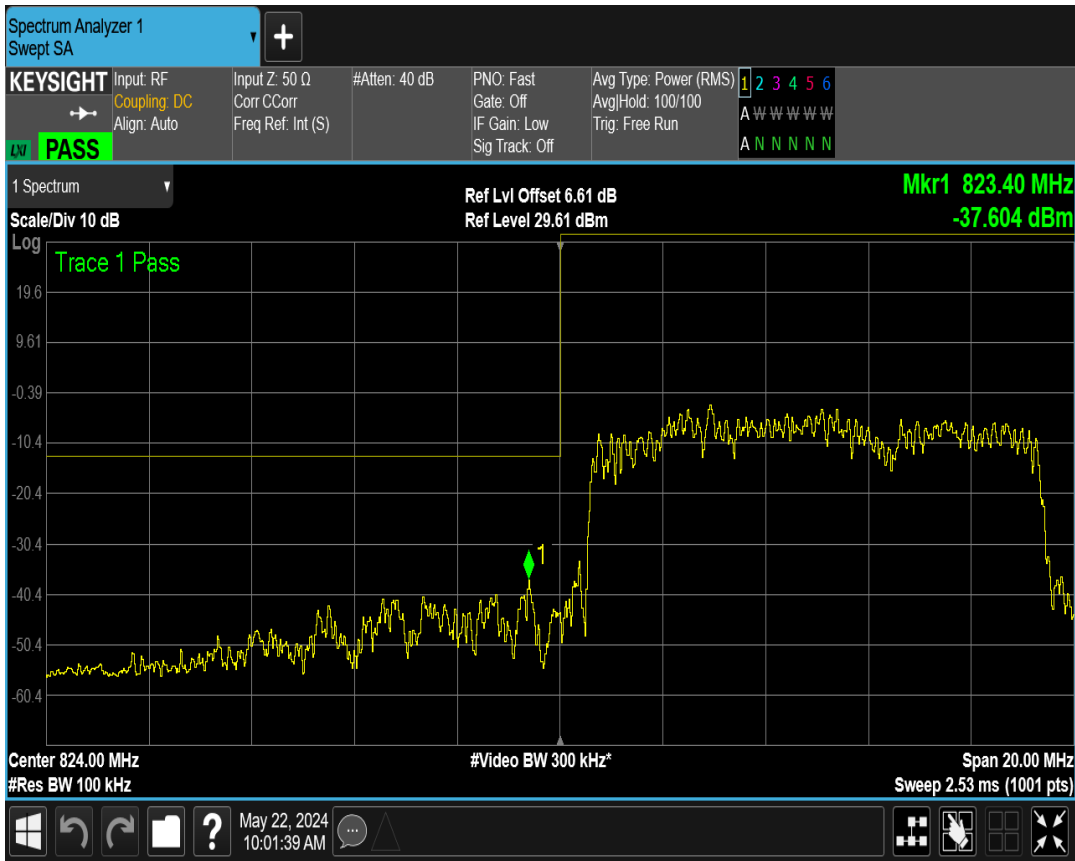 Spectrum Analyzer 1
Swept SA
+
KEYSIGHT
LXI PASS
Input: RF
Coupling: DC
Align: Auto
Input Z: 50 Ω
Corr CCorr
Freq Ref: Int (S)
#Atten: 40 dB
PNO: Fast
Gate: Off
IF Gain: Low
Sig Track: Off
Avg Type: Power (RMS)
Avg|Hold: 100/100
Trig: Free Run
1 2 3 4 5 6
A W W W W W
A N N N N N
1 Spectrum
Scale/Div 10 dB
Ref Lvl Offset 6.61 dB
Ref Level 29.61 dBm
Mkr1 823.40 MHz
-37.604 dBm
Log
Trace 1 Pass
19.6
9.61
-0.39
-10.4
-20.4
-30.4
1
-40.4
-50.4
-60.4
Center 824.00 MHz
#Video BW 300 kHz*
Span 20.00 MHz
#Res BW 100 kHz
Sweep 2.53 ms (1001 pts)
?
May 22, 2024
10:01:39 AM